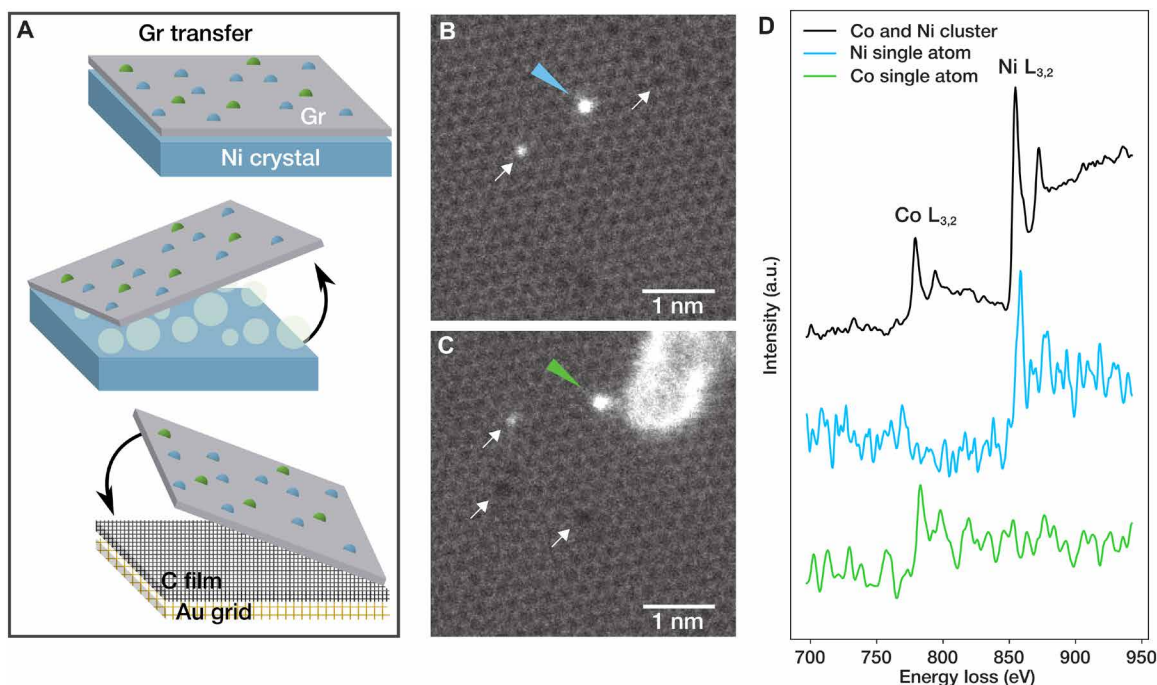 A
Gr transfer
Gr
Ni crystal
C film
Au grid
B
1 nm
C
1 nm
D
Co and Ni cluster
Ni single atom
Co single atom
Ni L3,2
Co L3,2
Intensity (a.u.)
700 750 800 850 900 950
Energy loss (eV)